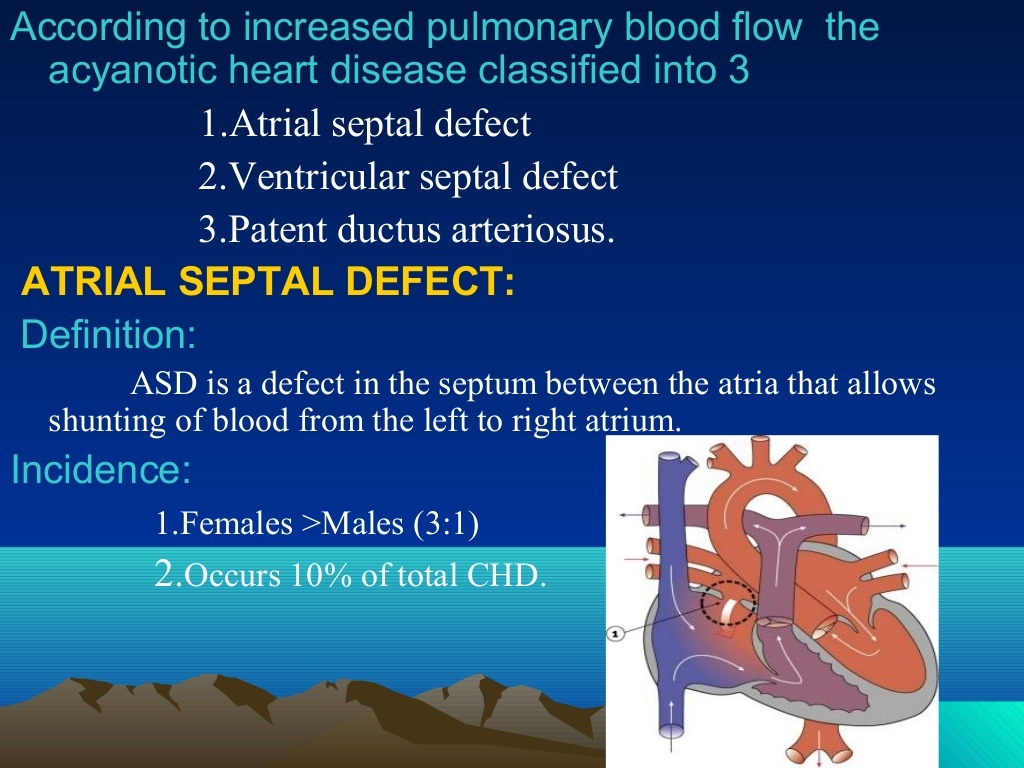 According to increased pulmonary blood flow  the
acyanotic heart disease classified into 3
1.Atrial septal defect
2.Ventricular septal defect
3.Patent ductus arteriosus.
ATRIAL SEPTAL DEFECT:
Definition:
ASD is a defect in the septum between the atria that allows
shunting of blood from the left to right atrium.
Incidence:
1.Females >Males (3:1)
2.Occurs 10% of total CHD.
1